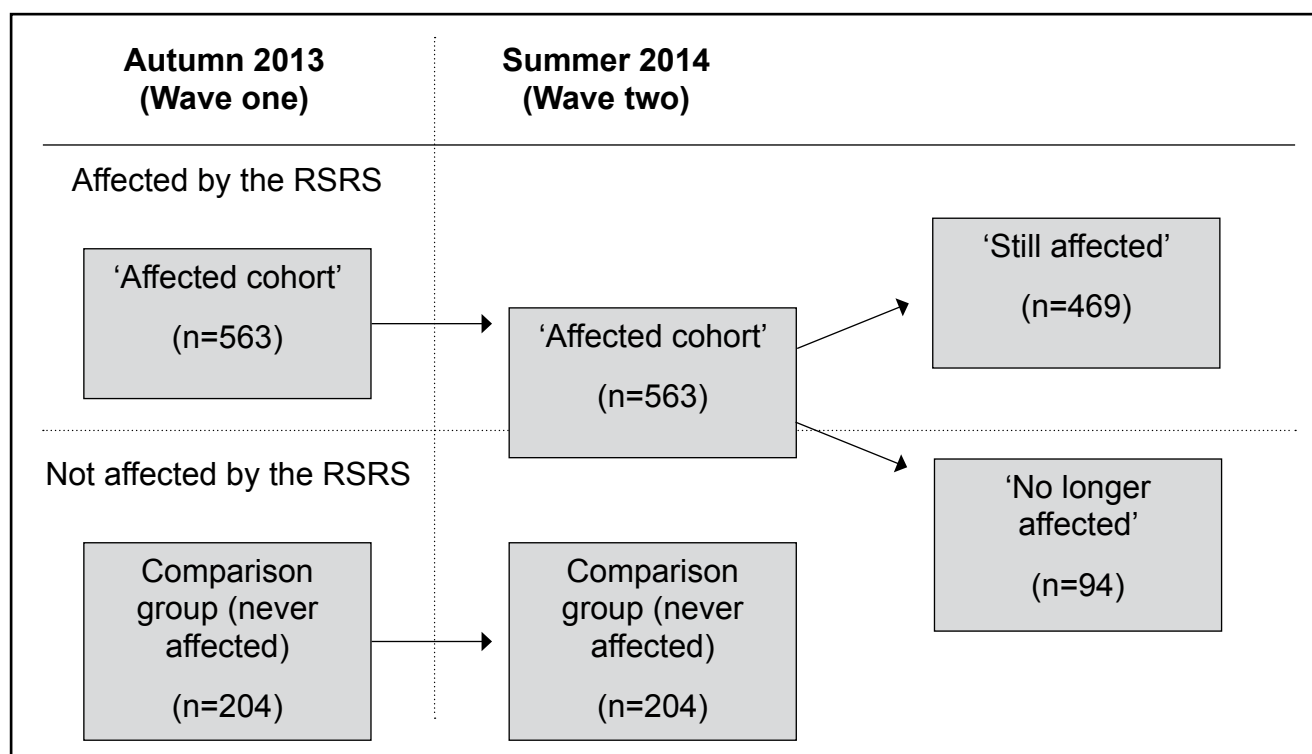 Autumn 2013
(Wave one)
Summer 2014
(Wave two)
Affected by the RSRS
‘Affected cohort’
(n=563)
‘Affected cohort’
(n=563)
‘Still affected’
(n=469)
Not affected by the RSRS
‘No longer
affected’
(n=94)
Comparison
group (never
affected)
(n=204)
Comparison
group (never
affected)
(n=204)